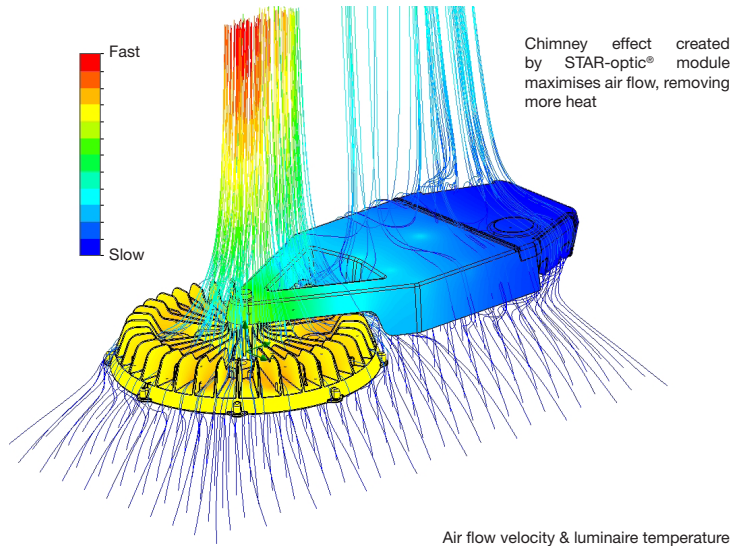 Fast
Slow
Chimney effect created
by STAR-optic® module
maximises air flow, removing
more heat
Air flow velocity & luminaire temperature